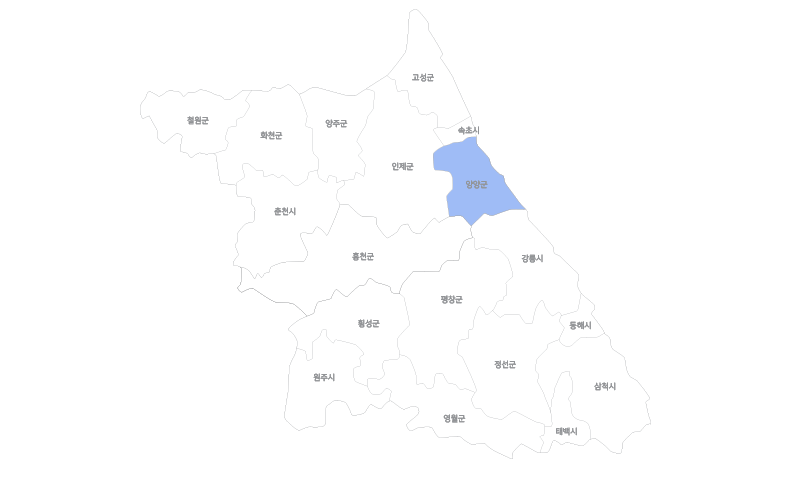 고성군
철원군
양주군
속초시
화천군
인제군
양양군
춘천시
홍천군
강릉시
평창군
횡성군
동해시
정선군
원주시
삼척시
영월군
태백시